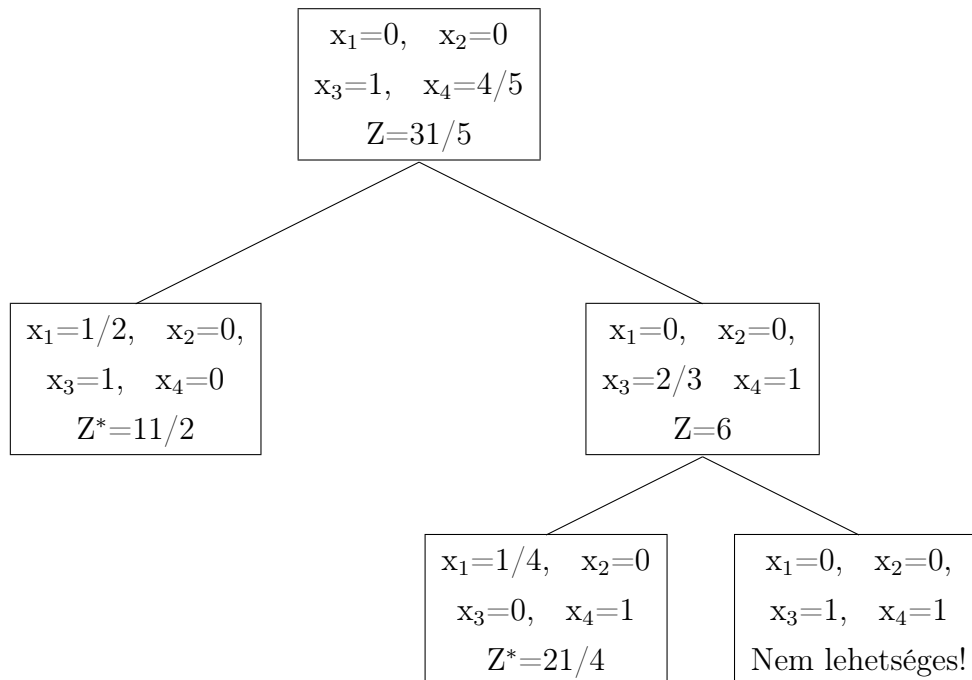 x₁=0, x₂=0
x₃=1, x₄=4/5
Z=31/5
x₁=1/2, x₂=0,
x₃=1, x₄=0
Z*=11/2
x₁=0, x₂=0,
x₃=2/3 x₄=1
Z=6
x₁=1/4, x₂=0
x₃=0, x₄=1
Z*=21/4
x₁=0, x₂=0,
x₃=1, x₄=1
Nem lehetséges!